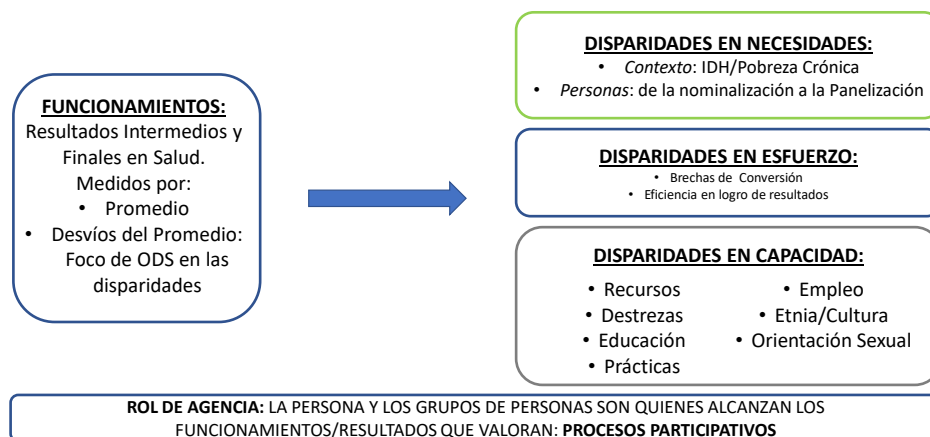 FUNCIONAMIENTOS:
Resultados Intermedios y
Finales en Salud.
Medidos por:
• Promedio
• Desvíos del Promedio:
Foco de ODS en las
disparidades
DISPARIDADES EN NECESIDADES:
• Contexto: IDH/Pobreza Crónica
• Personas: de la nominalización a la Panelización
DISPARIDADES EN ESFUERZO:
• Brechas de Conversión
• Eficiencia en logro de resultados
DISPARIDADES EN CAPACIDAD:
• Recursos
• Destrezas
• Educación
• Prácticas
• Empleo
• Etnia/Cultura
• Orientación Sexual
ROL DE AGENCIA: LA PERSONA Y LOS GRUPOS DE PERSONAS SON QUIENES ALCANZAN LOS
FUNCIONAMIENTOS/RESULTADOS QUE VALORAN: PROCESOS PARTICIPATIVOS